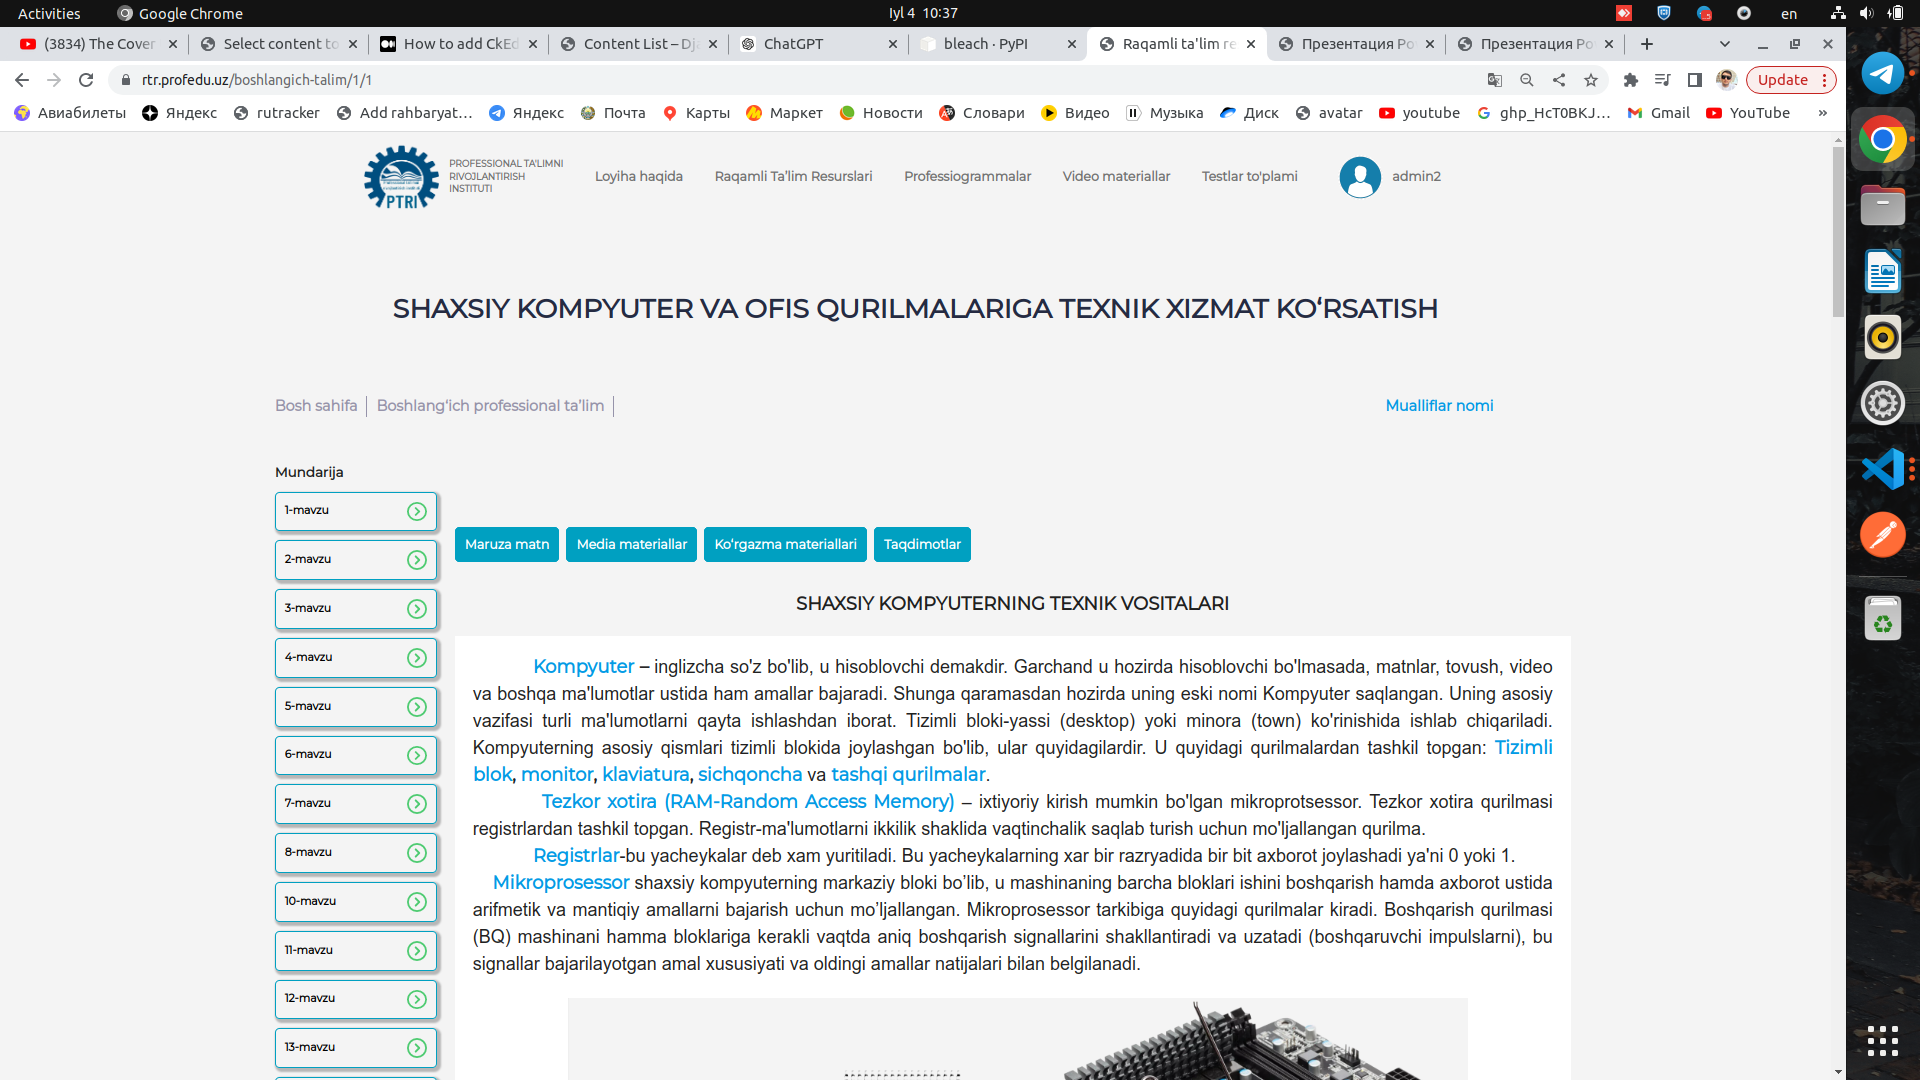 Activities
Google Chrome
Iyl 4 10:37
en
(3834) The Cover
Select content to
How to add CkEd
Content List – Dj
ChatGPT
bleach · PyPI
Raqamli ta'lim re
Презентация Po
Презентация Po
rtr.profedu.uz/boshlangich-talim/1/1
Update
Авиабилеты
Яндекс
rutracker
Add rahbaryat…
Яндекс
Почта
Карты
Маркет
Новости
Словари
Видео
Музыка
Диск
avatar
youtube
ghp_HcT0BKJ…
Gmail
YouTube
»
PTRI
PROFESSIONAL TA'LIMNI
RIVOJLANTIRISH
INSTITUTI
Loyiha haqida
Raqamli Ta’lim Resurslari
Professiogrammalar
Video materiallar
Testlar to'plami
admin2
SHAXSIY KOMPYUTER VA OFIS QURILMALARIGA TEXNIK XIZMAT KO‘RSATISH
Bosh sahifa
Boshlang‘ich professional ta’lim
Mualliflar nomi
Mundarija
1-mavzu
2-mavzu
3-mavzu
4-mavzu
5-mavzu
6-mavzu
7-mavzu
8-mavzu
10-mavzu
11-mavzu
12-mavzu
13-mavzu
Maruza matn
Media materiallar
Ko‘rgazma materiallari
Taqdimotlar
SHAXSIY KOMPYUTERNING TEXNIK VOSITALARI
Kompyuter – inglizcha so'z bo'lib, u hisoblovchi demakdir. Garchand u hozirda hisoblovchi bo'lmasada, matnlar, tovush, video
va boshqa ma'lumotlar ustida ham amallar bajaradi. Shunga qaramasdan hozirda uning eski nomi Kompyuter saqlangan. Uning asosiy
vazifasi turli ma'lumotlarni qayta ishlashdan iborat. Tizimli bloki-yassi (desktop) yoki minora (town) ko'rinishida ishlab chiqariladi.
Kompyuterning asosiy qismlari tizimli blokida joylashgan bo'lib, ular quyidagilardir. U quyidagi qurilmalardan tashkil topgan: Tizimli
blok, monitor, klaviatura, sichqoncha va tashqi qurilmalar.
Tezkor xotira (RAM-Random Access Memory) – ixtiyoriy kirish mumkin bo'lgan mikroprotsessor. Tezkor xotira qurilmasi
registrlardan tashkil topgan. Registr-ma'lumotlarni ikkilik shaklida vaqtinchalik saqlab turish uchun mo'ljallangan qurilma.
Registrlar-bu yacheykalar deb xam yuritiladi. Bu yacheykalarning xar bir razryadida bir bit axborot joylashadi ya'ni 0 yoki 1.
Mikroprosessor shaxsiy kompyuterning markaziy bloki bo’lib, u mashinaning barcha bloklari ishini boshqarish hamda axborot ustida
arifmetik va mantiqiy amallarni bajarish uchun mo’ljallangan. Mikroprosessor tarkibiga quyidagi qurilmalar kiradi. Boshqarish qurilmasi
(BQ) mashinani hamma bloklariga kerakli vaqtda aniq boshqarish signallarini shakllantiradi va uzatadi (boshqaruvchi impulslarni), bu
signallar bajarilayotgan amal xususiyati va oldingi amallar natijalari bilan belgilanadi.